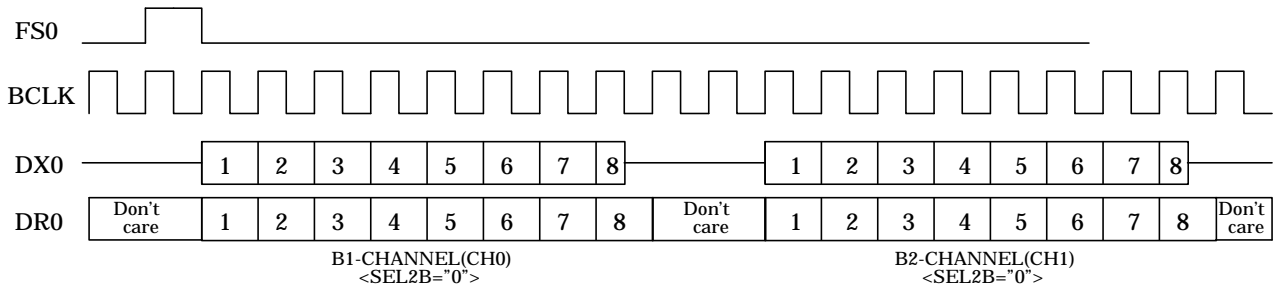 FS0
BCLK
DX0 1 2 3 4 5 6 7 8 1 2 3 4 5 6 7 8
DR0 Don't care 1 2 3 4 5 6 7 8 Don't care 1 2 3 4 5 6 7 8 Don't care
B1-CHANNEL(CH0) B2-CHANNEL(CH1)
<SEL2B="0"> <SEL2B="0">